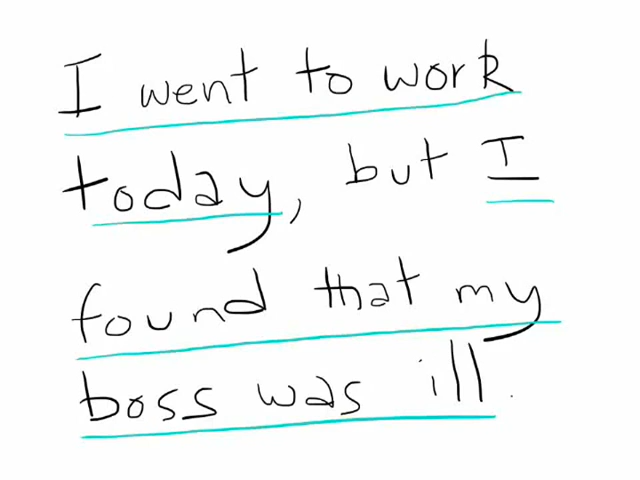 I went to work
today, but I
found that my
boss was ill.